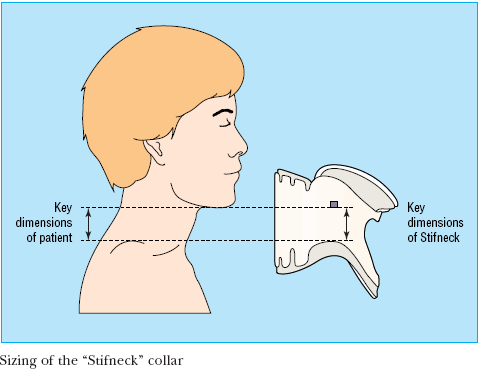 Key
dimensions
of patient
Key
dimensions
of Stifneck
Sizing of the “Stifneck” collar